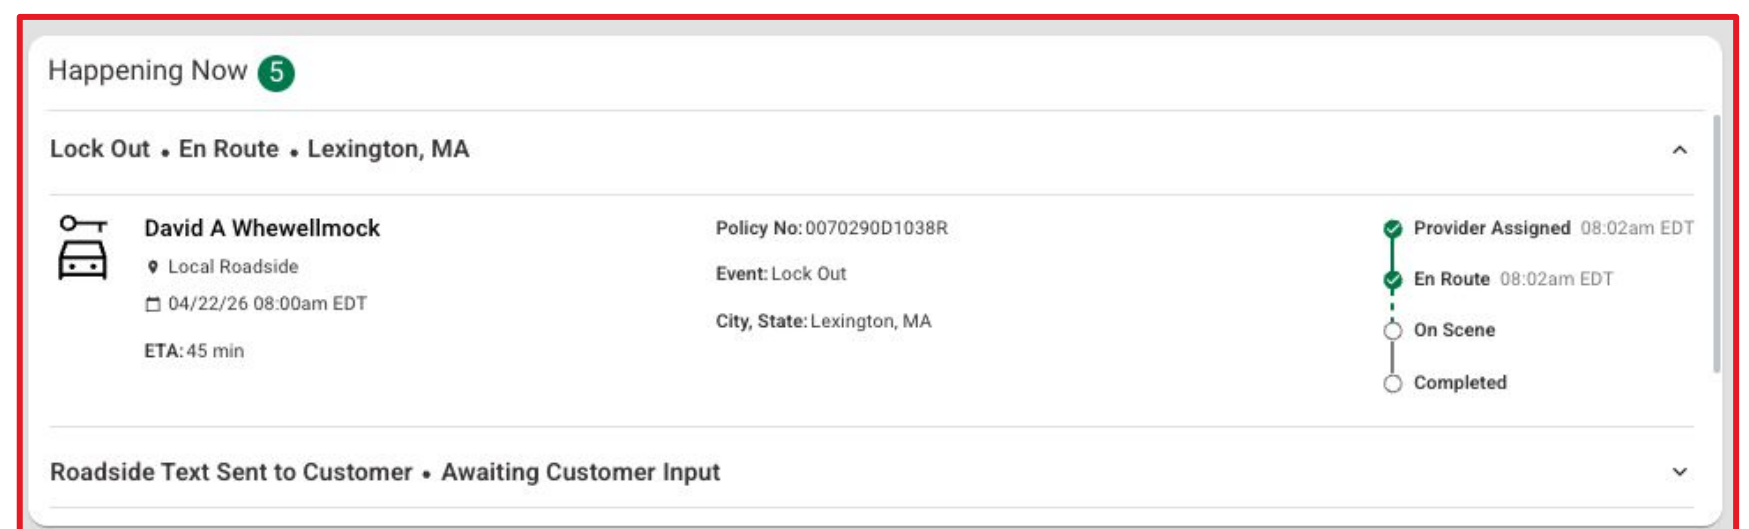 Happening Now 5
Lock Out • En Route • Lexington, MA
David A Whewellmock
Local Roadside
04/22/26 08:00am EDT
ETA: 45 min
Policy No: 0070290D1038R
Event: Lock Out
City, State: Lexington, MA
Provider Assigned 08:02am EDT
En Route 08:02am EDT
On Scene
Completed
Roadside Text Sent to Customer • Awaiting Customer Input